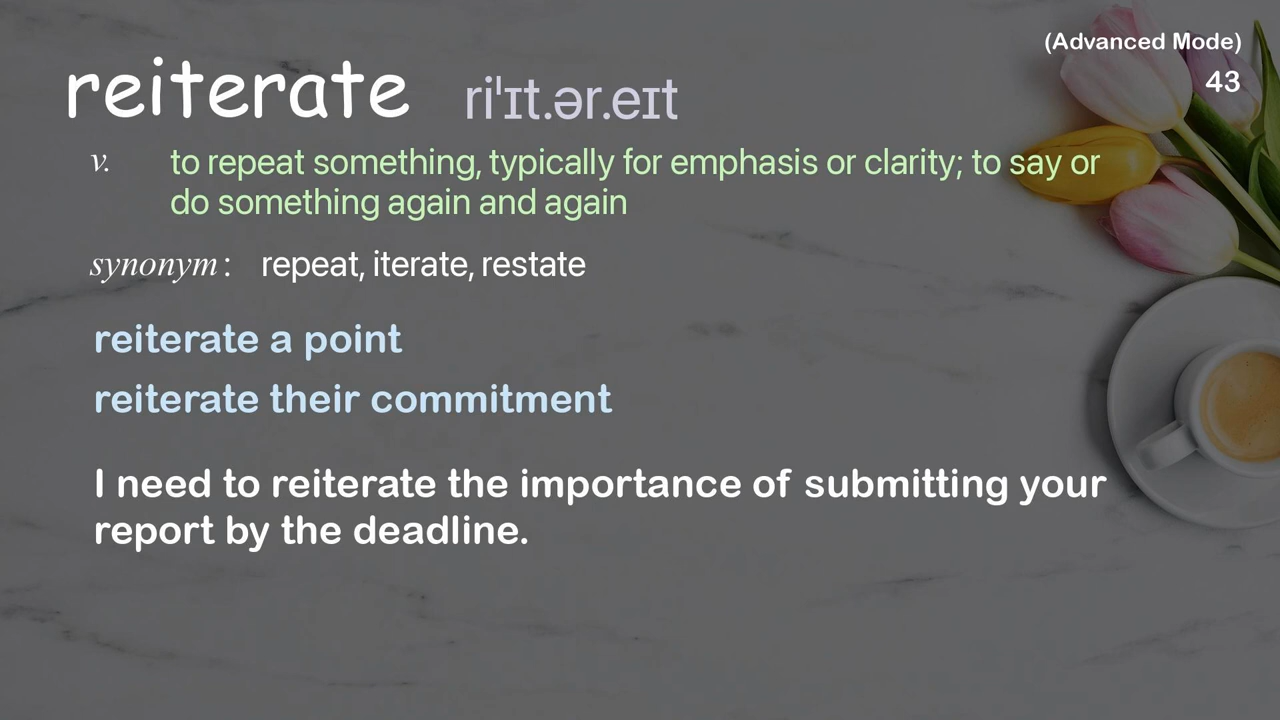 (Advanced Mode)
43
reiterate riˈɪt.ər.eɪt
v. to repeat something, typically for emphasis or clarity; to say or
do something again and again
synonym: repeat, iterate, restate
reiterate a point
reiterate their commitment
I need to reiterate the importance of submitting your
report by the deadline.